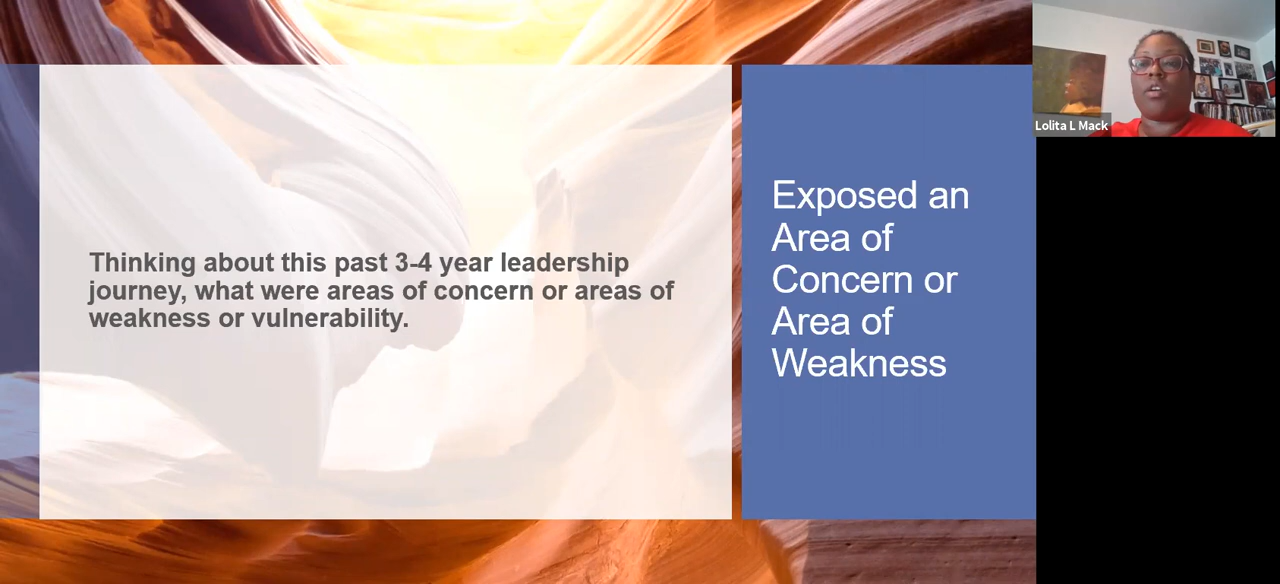 Thinking about this past 3-4 year leadership
journey, what were areas of concern or areas of
weakness or vulnerability.
Exposed an
Area of
Concern or
Area of
Weakness
Lolita L Mack